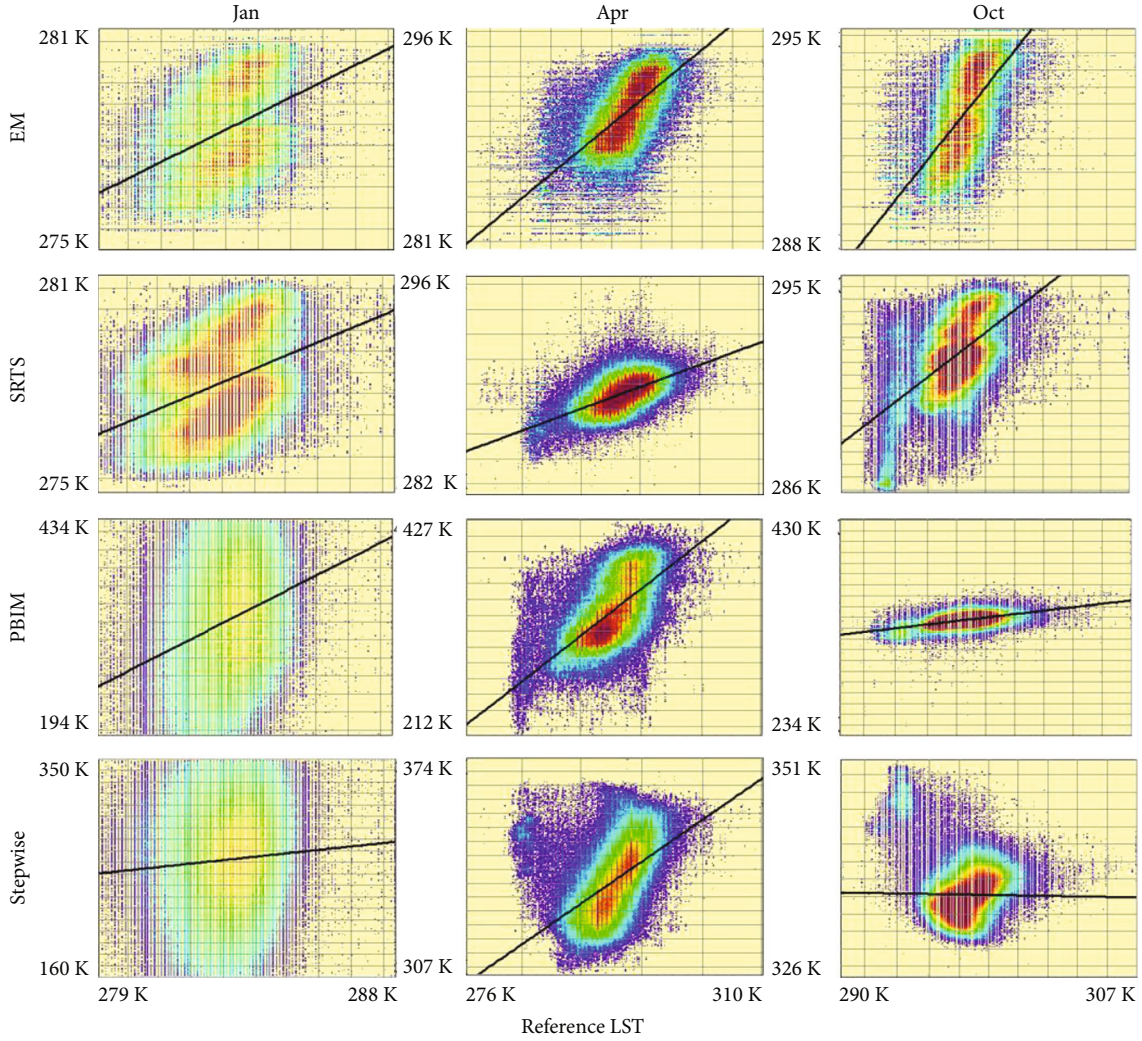 Jan Apr Oct
281 K 296 K 295 K
EM
275 K 281 K 288 K
281 K 296 K 295 K
SRTS
275 K 282 K 286 K
434 K 427 K 430 K
PBIM
194 K 212 K 234 K
350 K 374 K 351 K
Stepwise
160 K 307 K 326 K
279 K 288 K 276 K 310 K 290 K 307 K
Reference LST